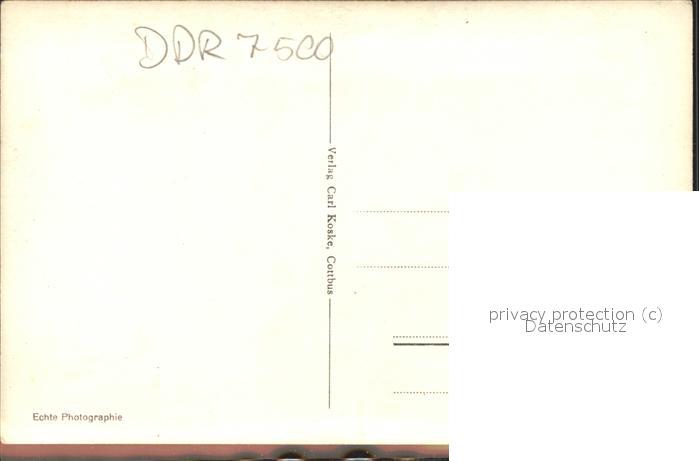 DDR 7500
Verlag Carl Koske, Cottbus
privacy protection (c)
Datenschutz
Echte Photographie